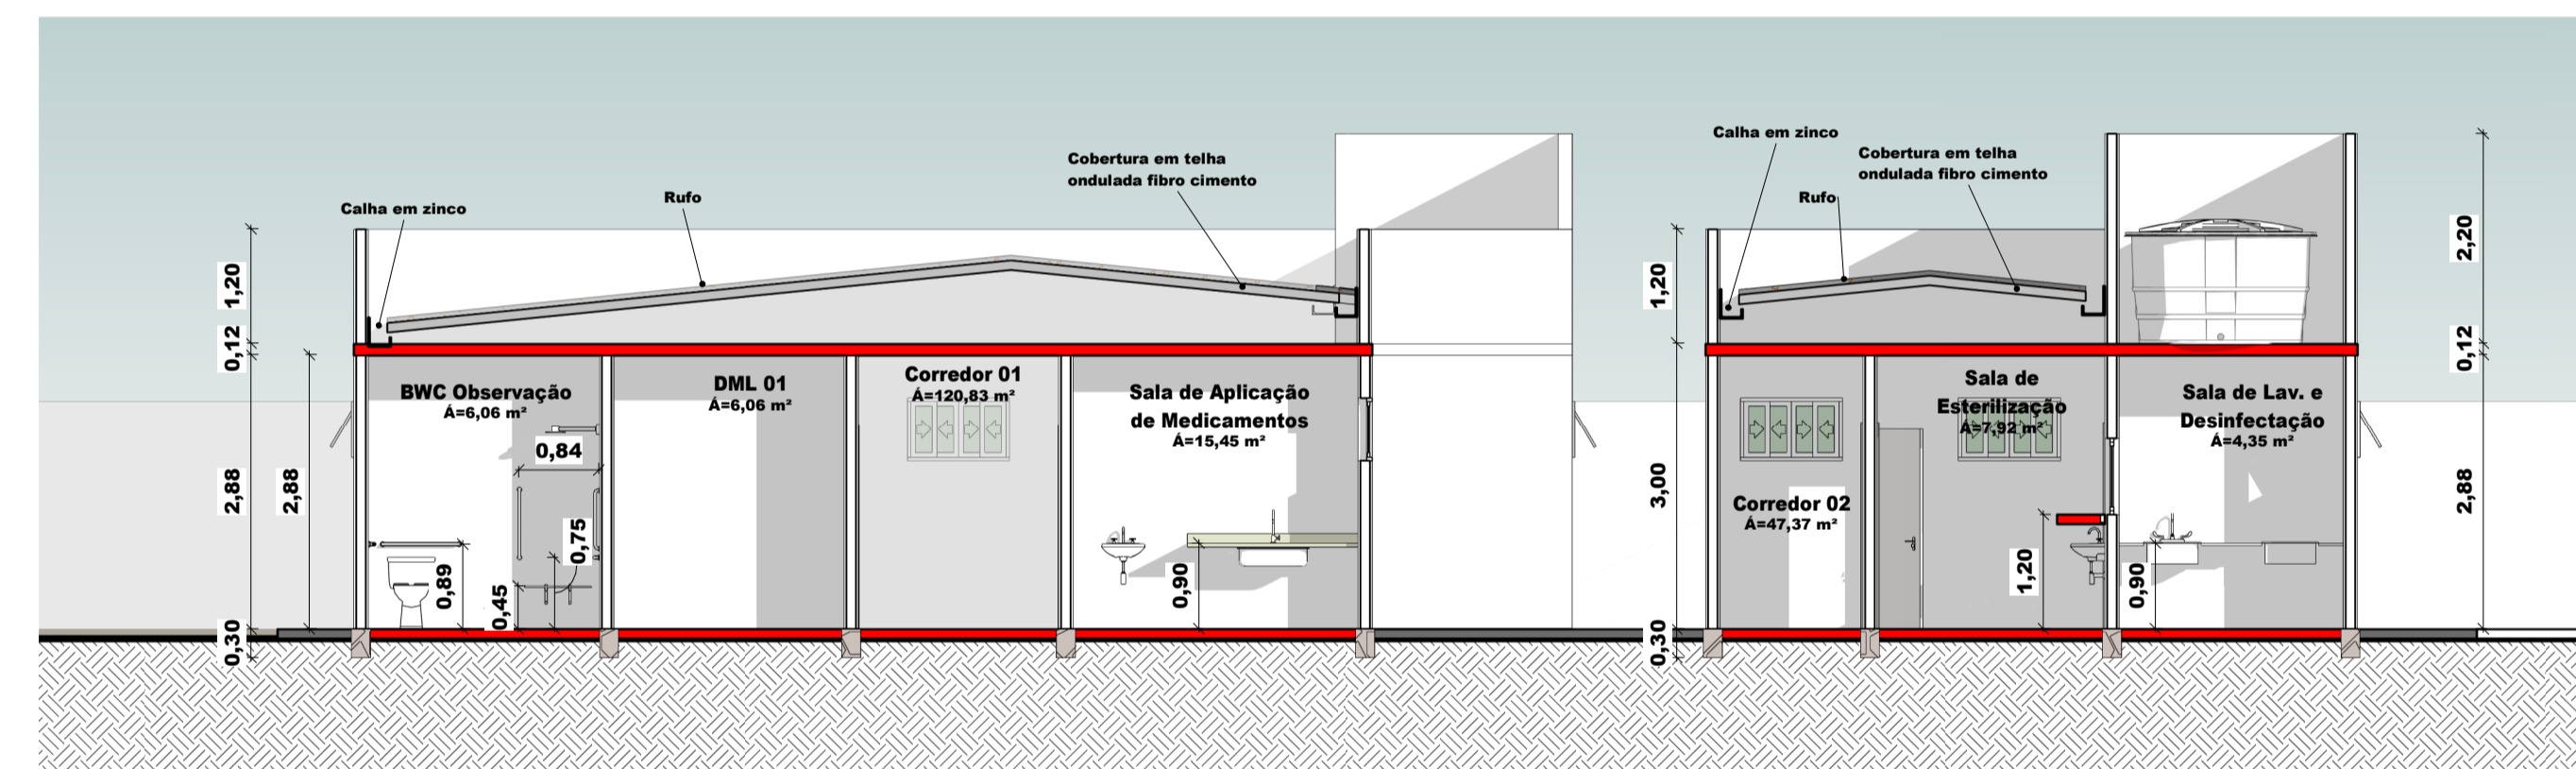 Calha em zinco
Rufo
Cobertura em telha
ondulada fibro cimento
1,20
0,12
2,88
2,88
0,30
BWC Observação
Á=6,06 m²
0,84
0,75
0,89
0,45
DML 01
Á=6,06 m²
Corredor 01
Á=120,83 m²
Sala de Aplicação
de Medicamentos
Á=15,45 m²
0,90
Calha em zinco
Cobertura em telha
ondulada fibro cimento
Rufo
1,20
3,00
0,30
Corredor 02
Á=47,37 m²
Sala de
Esterilização
Á=7,92 m²
1,20
Sala de Lav. e
Desinfectação
Á=4,35 m²
0,90
2,20
0,12
2,88